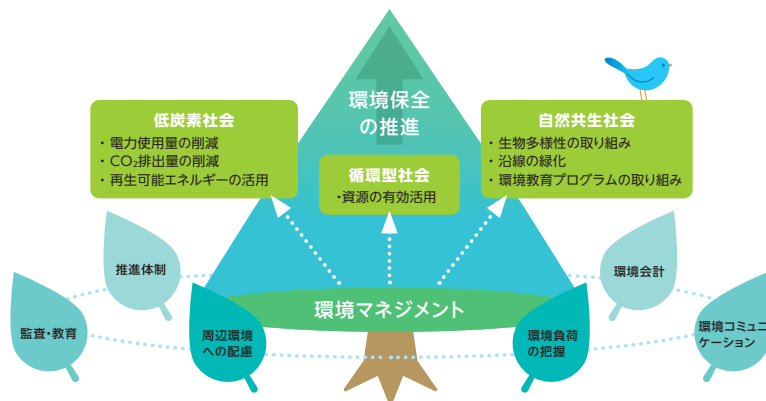 環境保全
の推進
低炭素社会
・電力使用量の削減
・CO₂排出量の削減
・再生可能エネルギーの活用
循環型社会
・資源の有効活用
自然共生社会
・生物多様性の取り組み
・沿線の緑化
・環境教育プログラムの取り組み
環境マネジメント
推進体制
環境会計
監査・教育
周辺環境
への配慮
環境負荷
の把握
環境コミュニ
ケーション